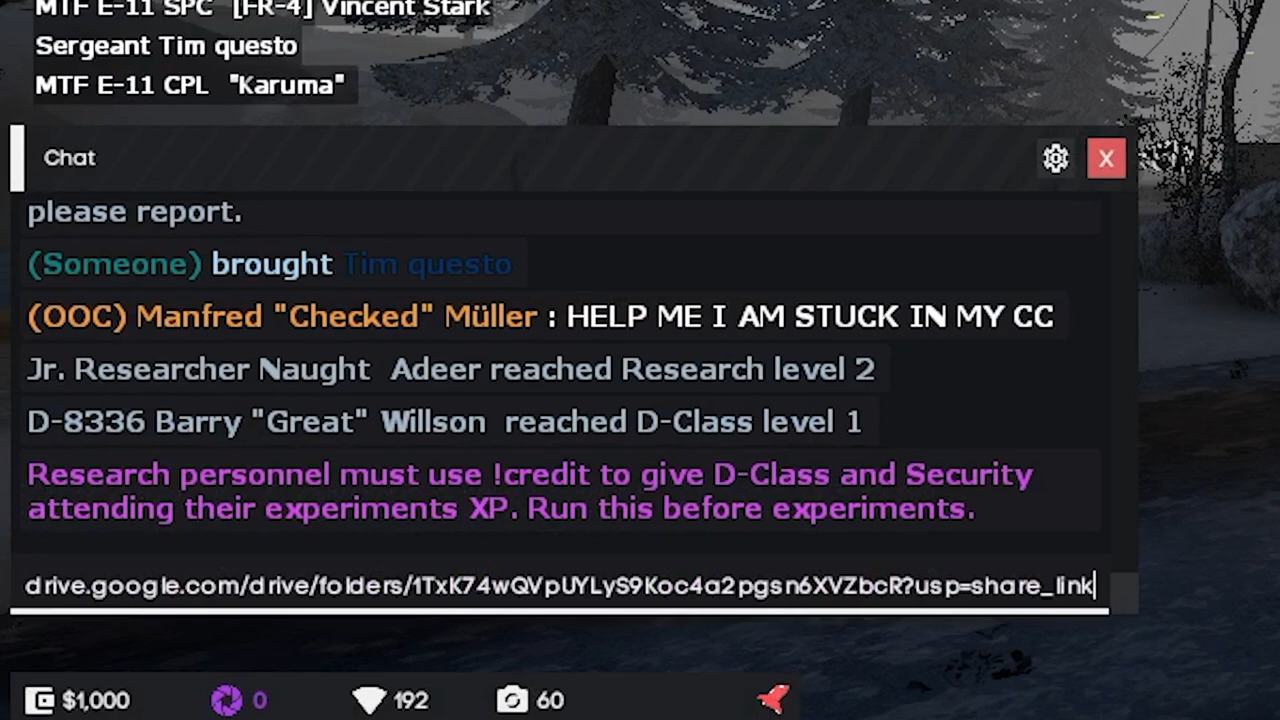 MTF E-11 SPC [FR-4] Vincent Stark
Sergeant Tim questo
MTF E-11 CPL "Karuma"
Chat
X
please report.
(Someone) brought Tim questo
(OOC) Manfred "Checked" Müller : HELP ME I AM STUCK IN MY CC
Jr. Researcher Naught Adeer reached Research level 2
D-8336 Barry "Great" Willson reached D-Class level 1
Research personnel must use !credit to give D-Class and Security
attending their experiments XP. Run this before experiments.
drive.google.com/drive/folders/1TxK74wQVpUYLyS9Koc4a2pgsn6XVZbcR?usp=share_link
$1,000 0 192 60